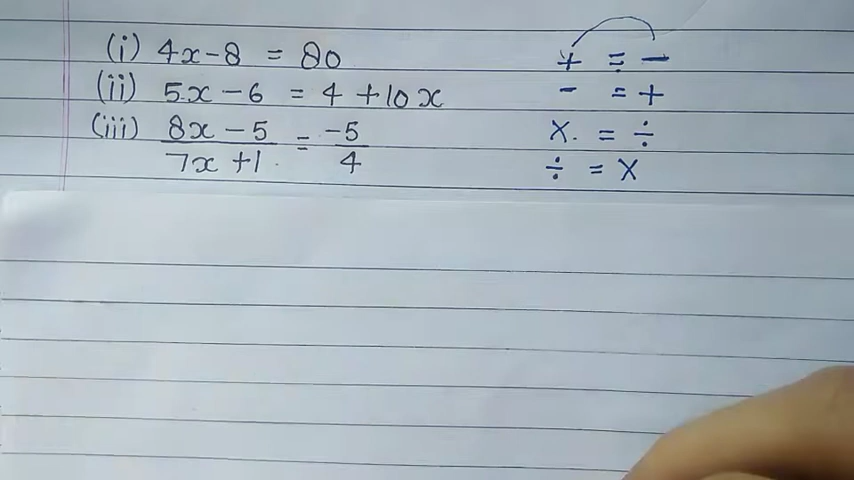 (i) 4x - 8 = 80
(ii) 5x - 6 = 4 + 10x
(iii) 8x - 5 / 7x + 1 = -5 / 4
+ = -
- = +
X = ÷
÷ = X